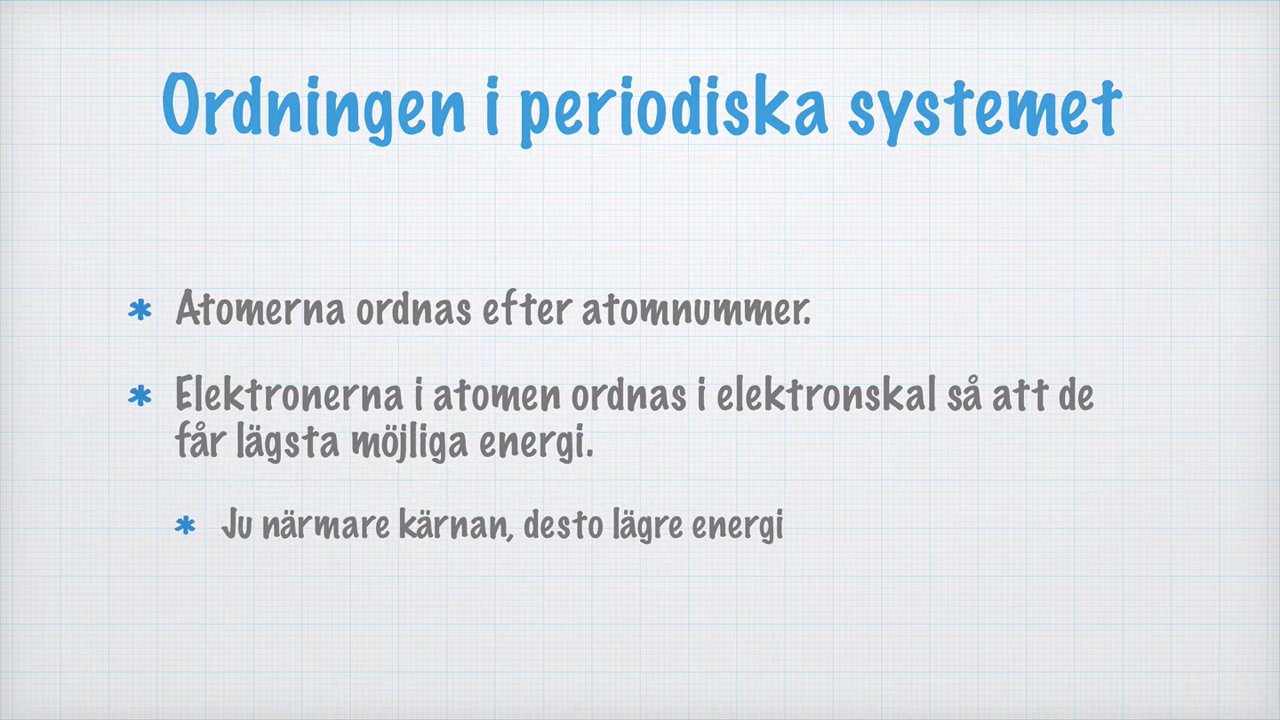 Ordningen i periodiska systemet
* Atomerna ordnas efter atomnummer.
* Elektronerna i atomen ordnas i elektronskal så att de
får lägsta möjliga energi.
* Ju närmare kärnan, desto lägre energi